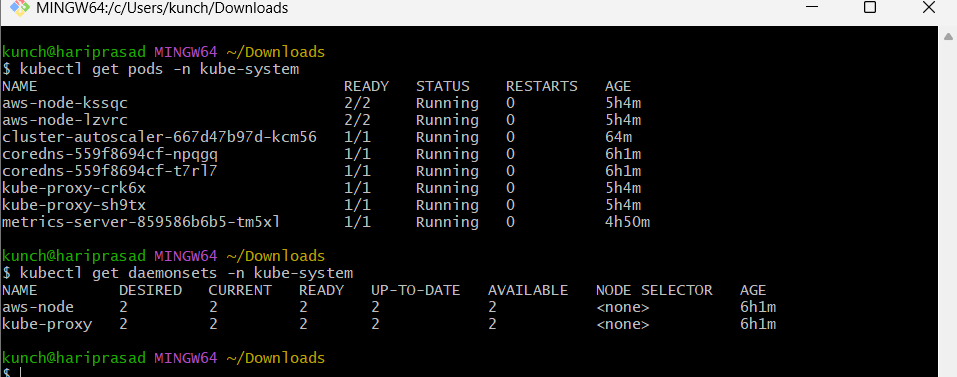 MINGW64:/c/Users/kunch/Downloads
kunch@hariprasad MINGW64 ~/Downloads
$ kubectl get pods -n kube-system
NAME READY STATUS RESTARTS AGE
aws-node-kssqc 2/2 Running 0 5h4m
aws-node-lzvrc 2/2 Running 0 5h4m
cluster-autoscaler-667d47b97d-kcm56 1/1 Running 0 64m
coredns-559f8694cf-npqgq 1/1 Running 0 6h1m
coredns-559f8694cf-t7rl7 1/1 Running 0 6h1m
kube-proxy-crk6x 1/1 Running 0 5h4m
kube-proxy-sh9tx 1/1 Running 0 5h4m
metrics-server-859586b6b5-tm5xl 1/1 Running 0 4h50m
kunch@hariprasad MINGW64 ~/Downloads
$ kubectl get daemonsets -n kube-system
NAME DESIRED CURRENT READY UP-TO-DATE AVAILABLE NODE SELECTOR AGE
aws-node 2 2 2 2 2 <none> 6h1m
kube-proxy 2 2 2 2 2 <none> 6h1m
kunch@hariprasad MINGW64 ~/Downloads
$